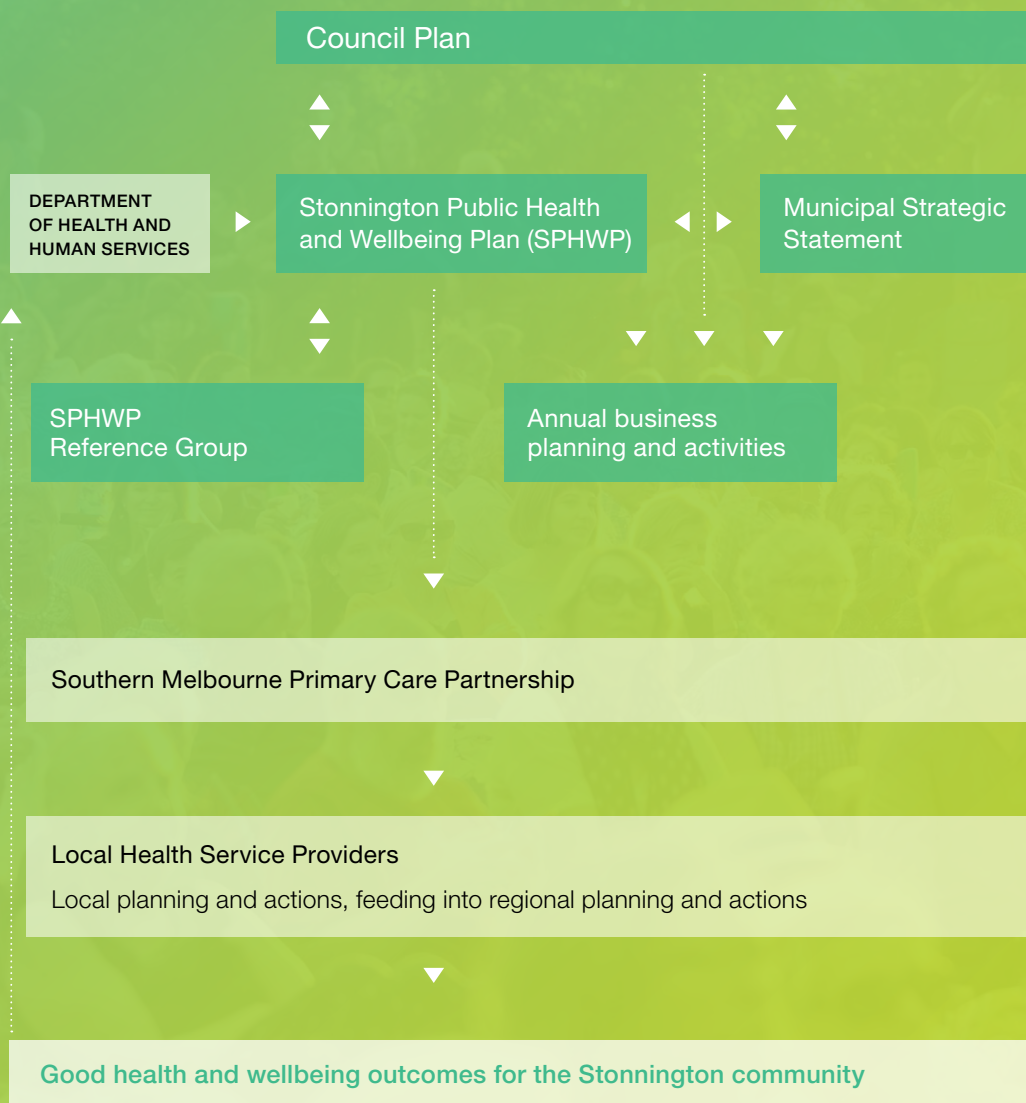 Council Plan
DEPARTMENT
OF HEALTH AND
HUMAN SERVICES
Stonnington Public Health
and Wellbeing Plan (SPHWP)
Municipal Strategic
Statement
SPHWP
Reference Group
Annual business
planning and activities
Southern Melbourne Primary Care Partnership
Local Health Service Providers
Local planning and actions, feeding into regional planning and actions
Good health and wellbeing outcomes for the Stonnington community